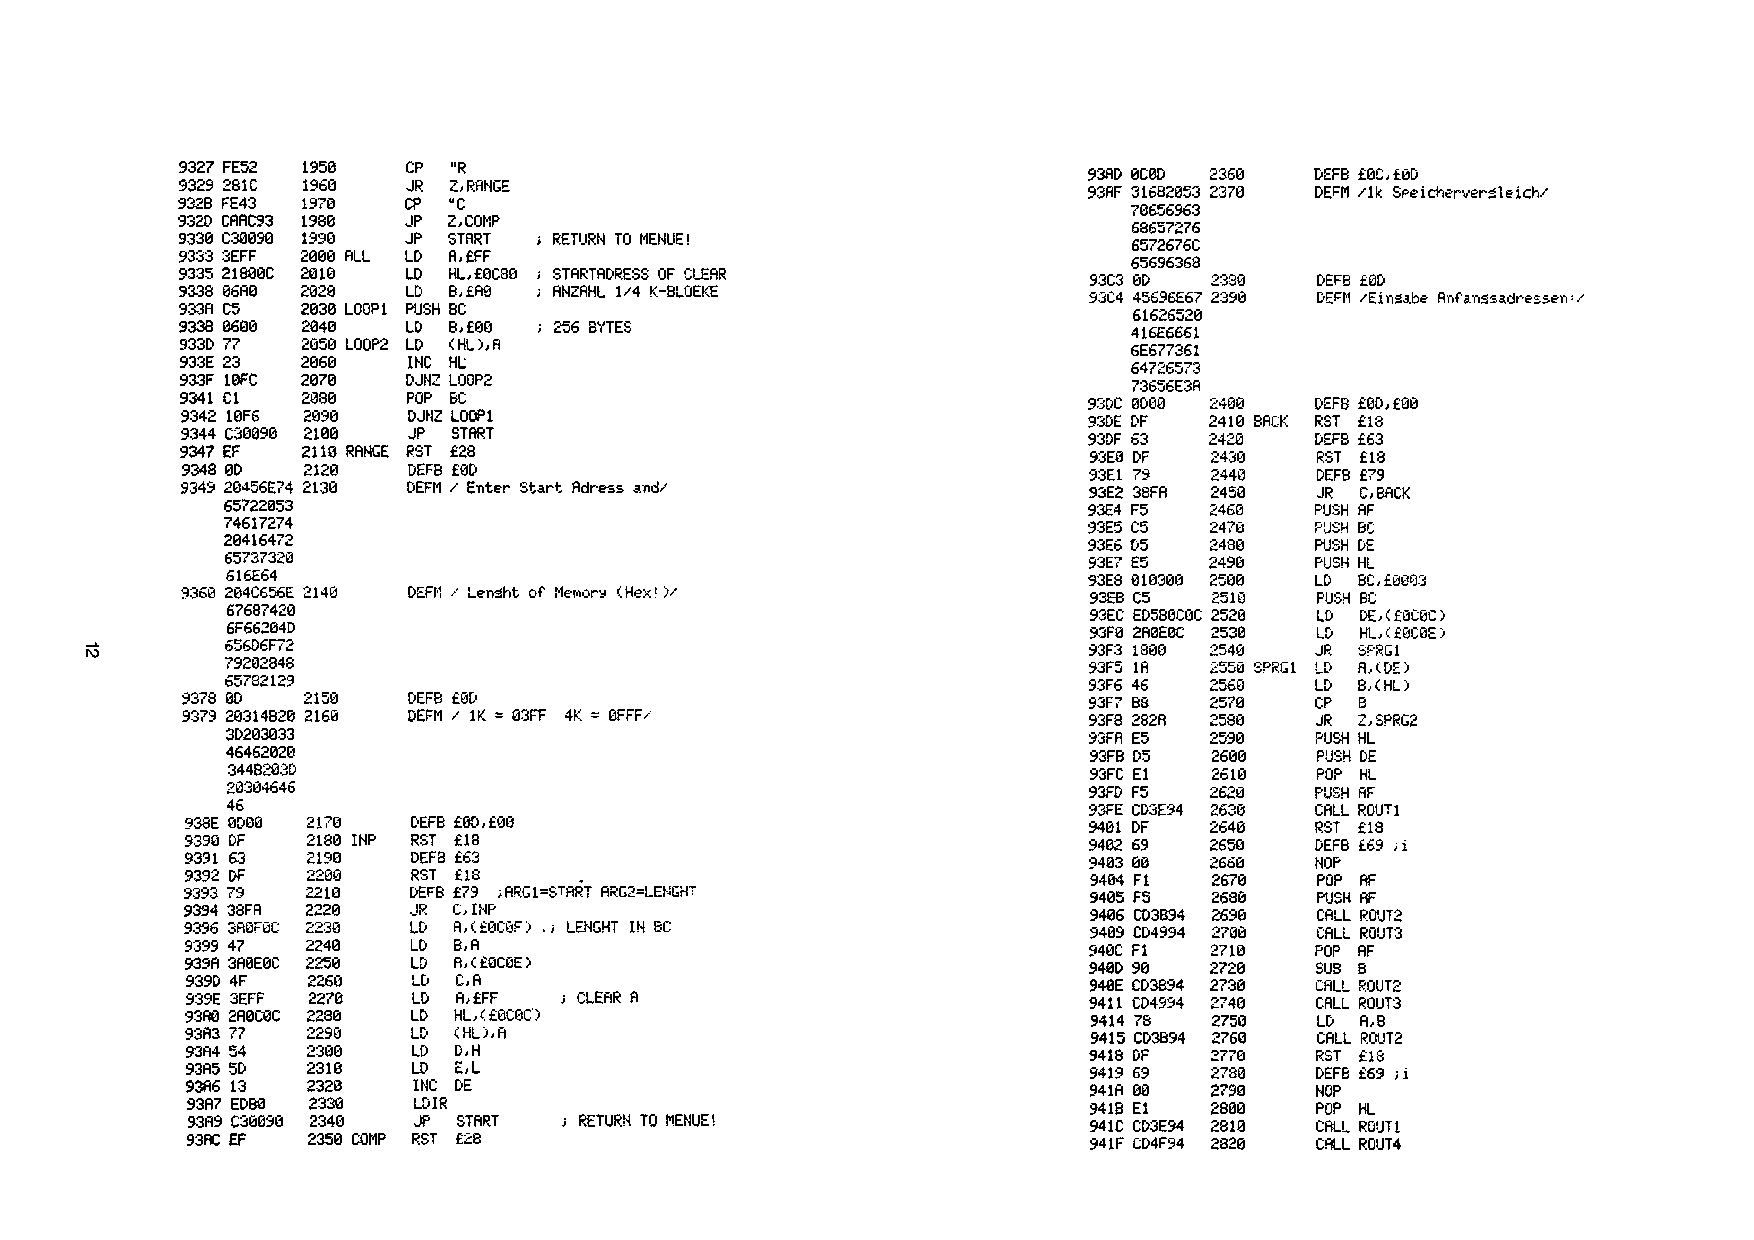 9327 FE52 1950 CP "R
9329 281C 1960 JR Z,RANGE
932B FE43 1970 CP "C
932D CAAC93 1980 JP Z,COMP
9330 C30090 1990 JP START ; RETURN TO MENUE!
9333 3EFF 2000 ALL LD A,£FF
9335 21800C 2010 LD HL,£0C80 ; STARTADRESS OF CLEAR
9338 06A0 2020 LD B,£A0 ; ANZAHL 1/4 K-BLOEKE
933A C5 2030 LOOP1 PUSH BC
933B 0600 2040 LD B,£00 ; 256 BYTES
933D 77 2050 LOOP2 LD (HL),A
933E 23 2060 INC HL
933F 10FC 2070 DJNZ LOOP2
9341 C1 2080 POP BC
9342 10F6 2090 DJNZ LOOP1
9344 C30090 2100 JP START
9347 EF 2110 RANGE RST £28
9348 0D 2120 DEFB £0D
9349 20456E74 2130 DEFM / Enter Start Adress and/
65722053
74617274
20416472
65737320
616E64
9360 204C656E 2140 DEFM / Lenght of Memory (Hex!)/
67687420
6F66204D
656D6F72
79202848
65782129
9378 0D 2150 DEFB £0D
9379 20314B20 2160 DEFM / 1K = 03FF 4K = 0FFF/
3D203033
46462020
344B203D
20304646
46
938E 0D00 2170 DEFB £0D,£00
9390 DF 2180 INP RST £18
9391 63 2190 DEFB £63
9392 DF 2200 RST £18
9393 79 2210 DEFB £79 ;ARG1=START ARG2=LENGHT
9394 38FA 2220 JR C,INP
9396 3A0F0C 2230 LD A,(£0C0F) .; LENGHT IN BC
9399 47 2240 LD B,A
939A 3A0E0C 2250 LD A,(£0C0E)
939D 4F 2260 LD C,A
939E 3EFF 2270 LD A,£FF ; CLEAR A
93A0 2A0C0C 2280 LD HL,(£0C0C)
93A3 77 2290 LD (HL),A
93A4 54 2300 LD D,H
93A5 5D 2310 LD E,L
93A6 13 2320 INC DE
93A7 EDB0 2330 LDIR
93A9 C30090 2340 JP START ; RETURN TO MENUE!
93AC EF 2350 COMP RST £28
12
93AD 0C0D 2360 DEFB £0C,£0D
93AF 316B2053 2370 DEFM /1k Speichervergleich/
70656963
68657276
6572676C
65696368
93C3 0D 2380 DEFB £0D
93C4 45696E67 2390 DEFM /Eingabe Anfangsadressen:/
61626520
416E6661
6E677361
64726573
73656E3A
93DC 0D00 2400 DEFB £0D,£00
93DE DF 2410 BACK RST £18
93DF 63 2420 DEFB £63
93E0 DF 2430 RST £18
93E1 79 2440 DEFB £79
93E2 38FA 2450 JR C,BACK
93E4 F5 2460 PUSH AF
93E5 C5 2470 PUSH BC
93E6 D5 2480 PUSH DE
93E7 E5 2490 PUSH HL
93E8 010300 2500 LD BC,£0003
93EB C5 2510 PUSH BC
93EC ED5B0C0C 2520 LD DE,(£0C0C)
93F0 2A0E0C 2530 LD HL,(£0C0E)
93F3 1800 2540 JR SPRG1
93F5 1A 2550 SPRG1 LD A,(DE)
93F6 46 2560 LD B,(HL)
93F7 B8 2570 CP B
93F8 282A 2580 JR Z,SPRG2
93FA E5 2590 PUSH HL
93FB D5 2600 PUSH DE
93FC E1 2610 POP HL
93FD F5 2620 PUSH AF
93FE CD3E94 2630 CALL ROUT1
9401 DF 2640 RST £18
9402 69 2650 DEFB £69 ;i
9403 00 2660 NOP
9404 F1 2670 POP AF
9405 F5 2680 PUSH AF
9406 CD3B94 2690 CALL ROUT2
9409 CD4994 2700 CALL ROUT3
940C F1 2710 POP AF
940D 90 2720 SUB B
940E CD3B94 2730 CALL ROUT2
9411 CD4994 2740 CALL ROUT3
9414 78 2750 LD A,B
9415 CD3B94 2760 CALL ROUT2
9418 DF 2770 RST £18
9419 69 2780 DEFB £69 ;i
941A 00 2790 NOP
941B E1 2800 POP HL
941C CD3E94 2810 CALL ROUT1
941F CD4F94 2820 CALL ROUT4